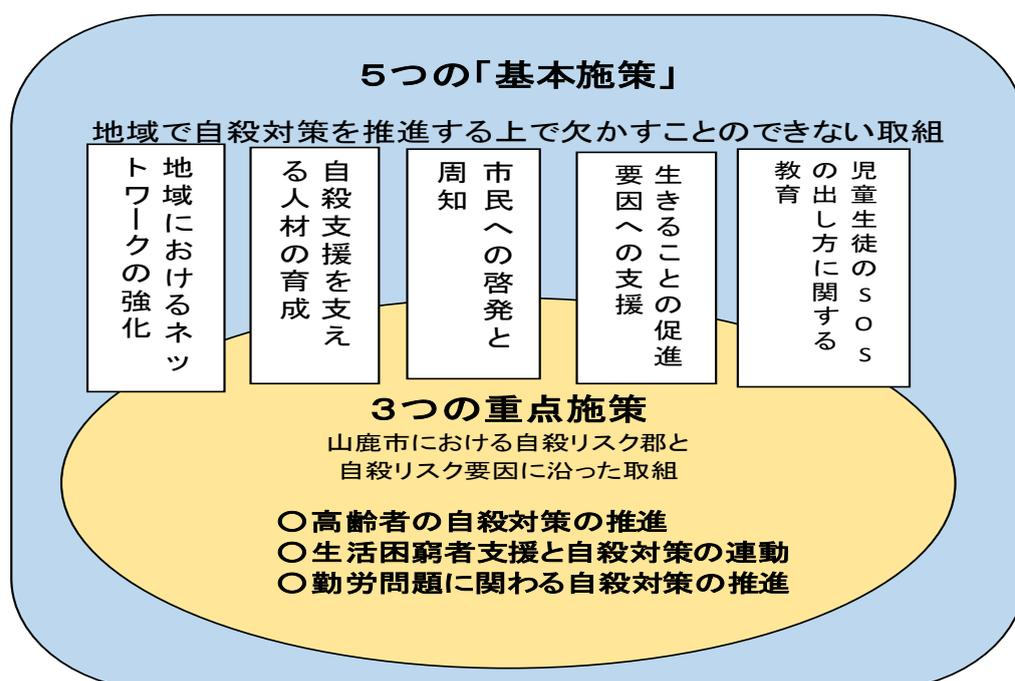 5つの「基本施策」
地域で自殺対策を推進する上で欠かすことのできない取組
地域におけるネッ
トワークの強化
自殺支援を支え
る人材の育成
市民への啓発と
周知
生きることの促進
要因への支援
児童生徒のSOS
の出し方に関する
教育
3つの重点施策
山鹿市における自殺リスク郡と
自殺リスク要因に沿った取組
〇高齢者の自殺対策の推進
〇生活困窮者支援と自殺対策の連動
〇勤労問題に関わる自殺対策の推進